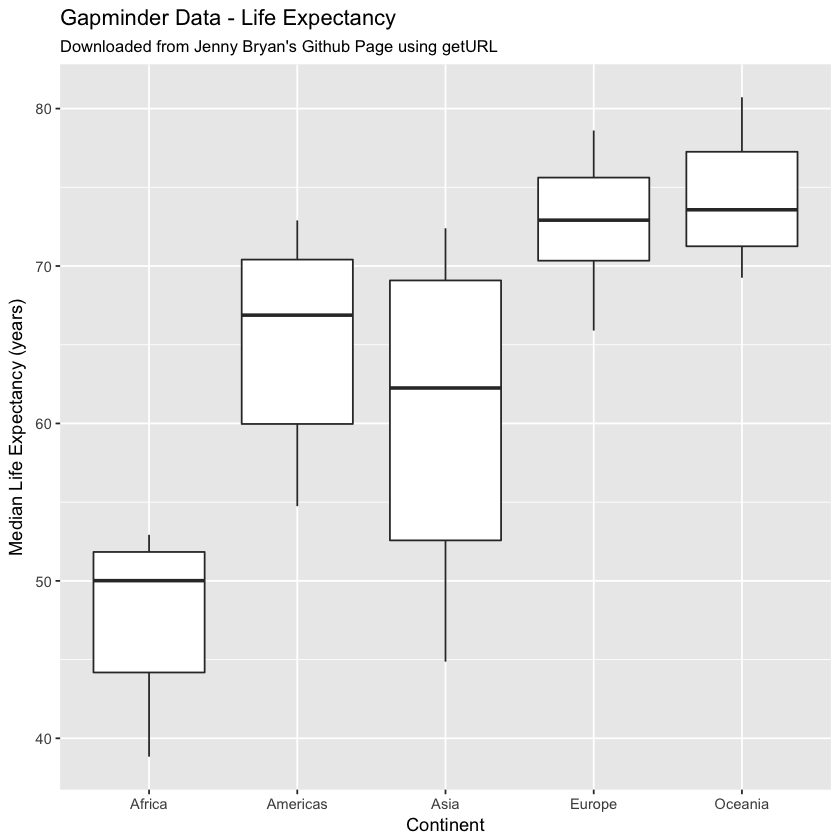 Gapminder Data - Life Expectancy
Downloaded from Jenny Bryan's Github Page using getURL
Median Life Expectancy (years)
80
70
60
50
40
Africa Americas Asia Europe Oceania
Continent